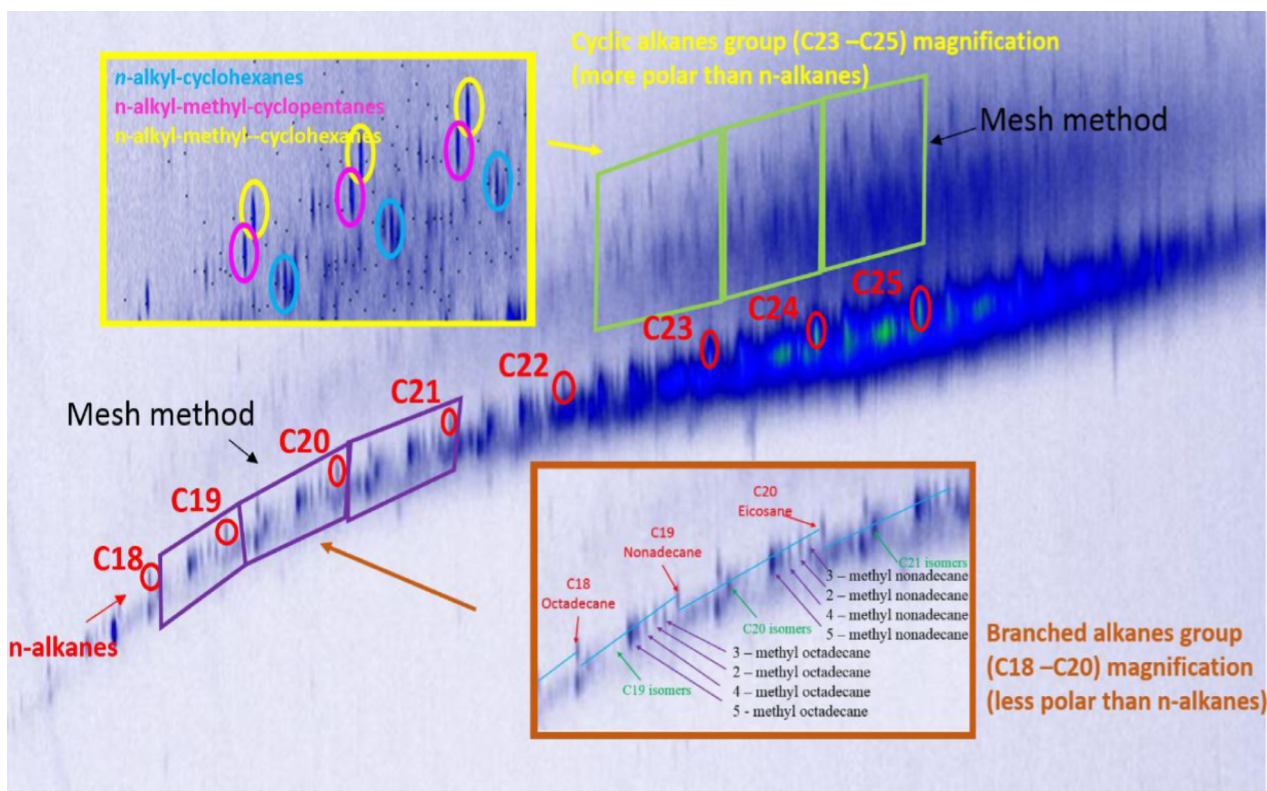 Cyclic alkanes group (C23 –C25) magnification
(more polar than n-alkanes)
n-alkyl-cyclohexanes
n-alkyl-methyl-cyclopentanes
n-alkyl-methyl--cyclohexanes
Mesh method
C25
C24
C23
C22
C21
Mesh method
C20
C19
C18
n-alkanes
C20
Eicosane
C19
Nonadecane
C18
Octadecane
C21 isomers
3 – methyl nonadecane
2 – methyl nonadecane
4 – methyl nonadecane
5 – methyl nonadecane
C20 isomers
3 – methyl octadecane
2 – methyl octadecane
4 – methyl octadecane
5 - methyl octadecane
C19 isomers
Branched alkanes group
(C18 –C20) magnification
(less polar than n-alkanes)